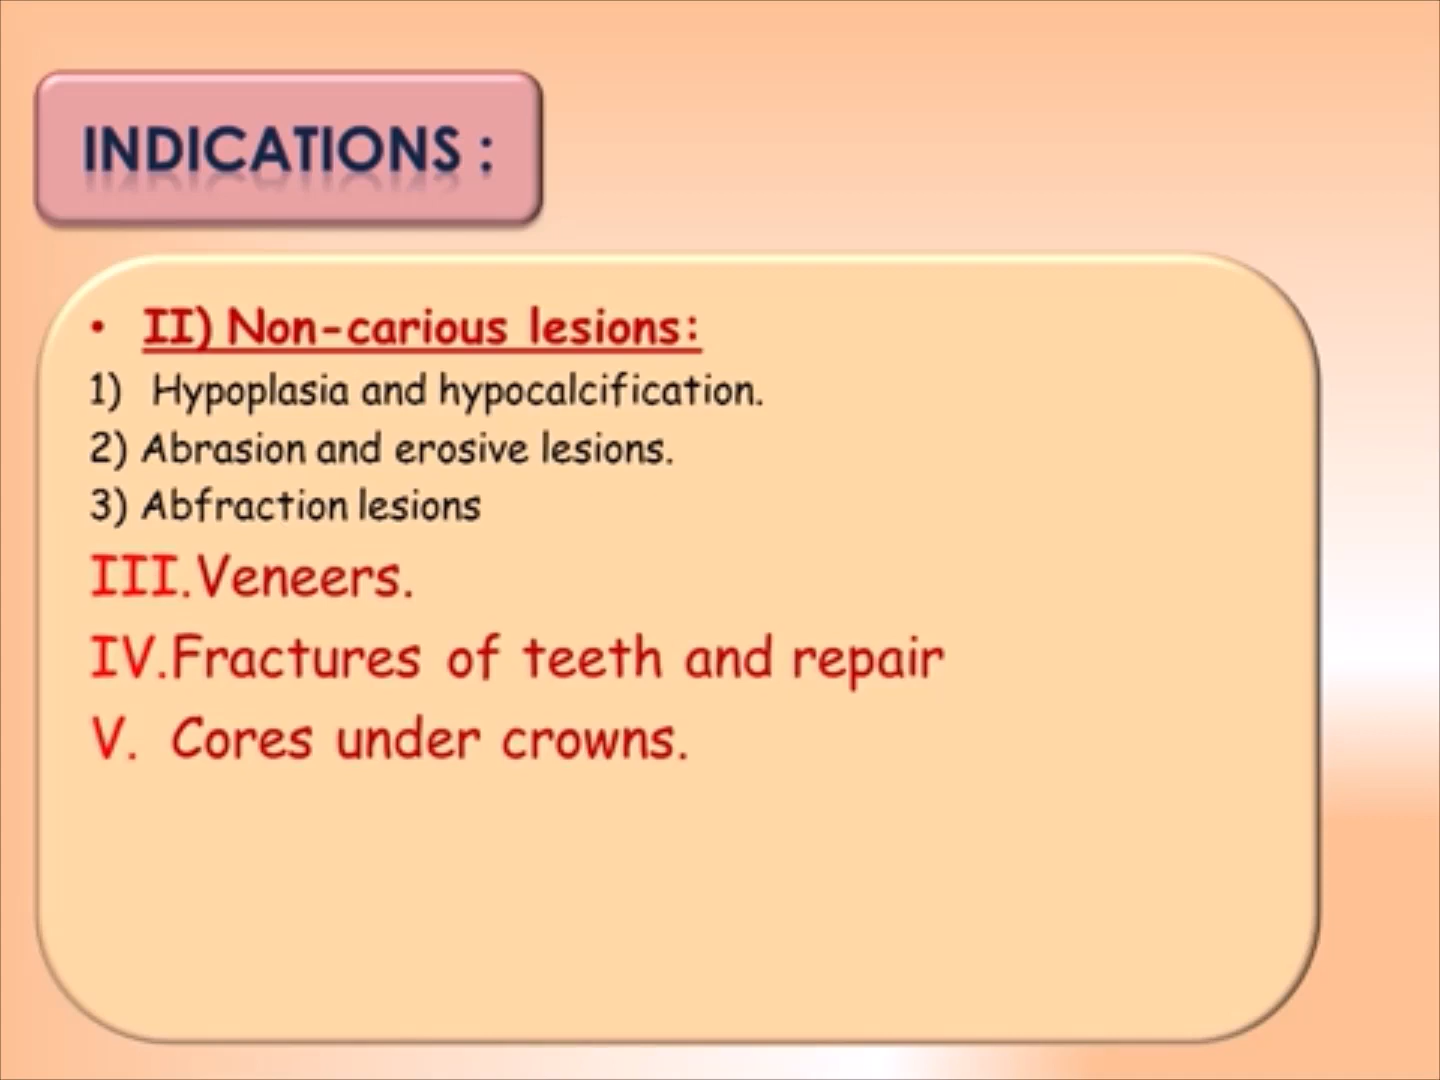 INDICATIONS :
• II) Non-carious lesions:
1) Hypoplasia and hypocalcification.
2) Abrasion and erosive lesions.
3) Abfraction lesions
III.Veneers.
IV.Fractures of teeth and repair
V. Cores under crowns.